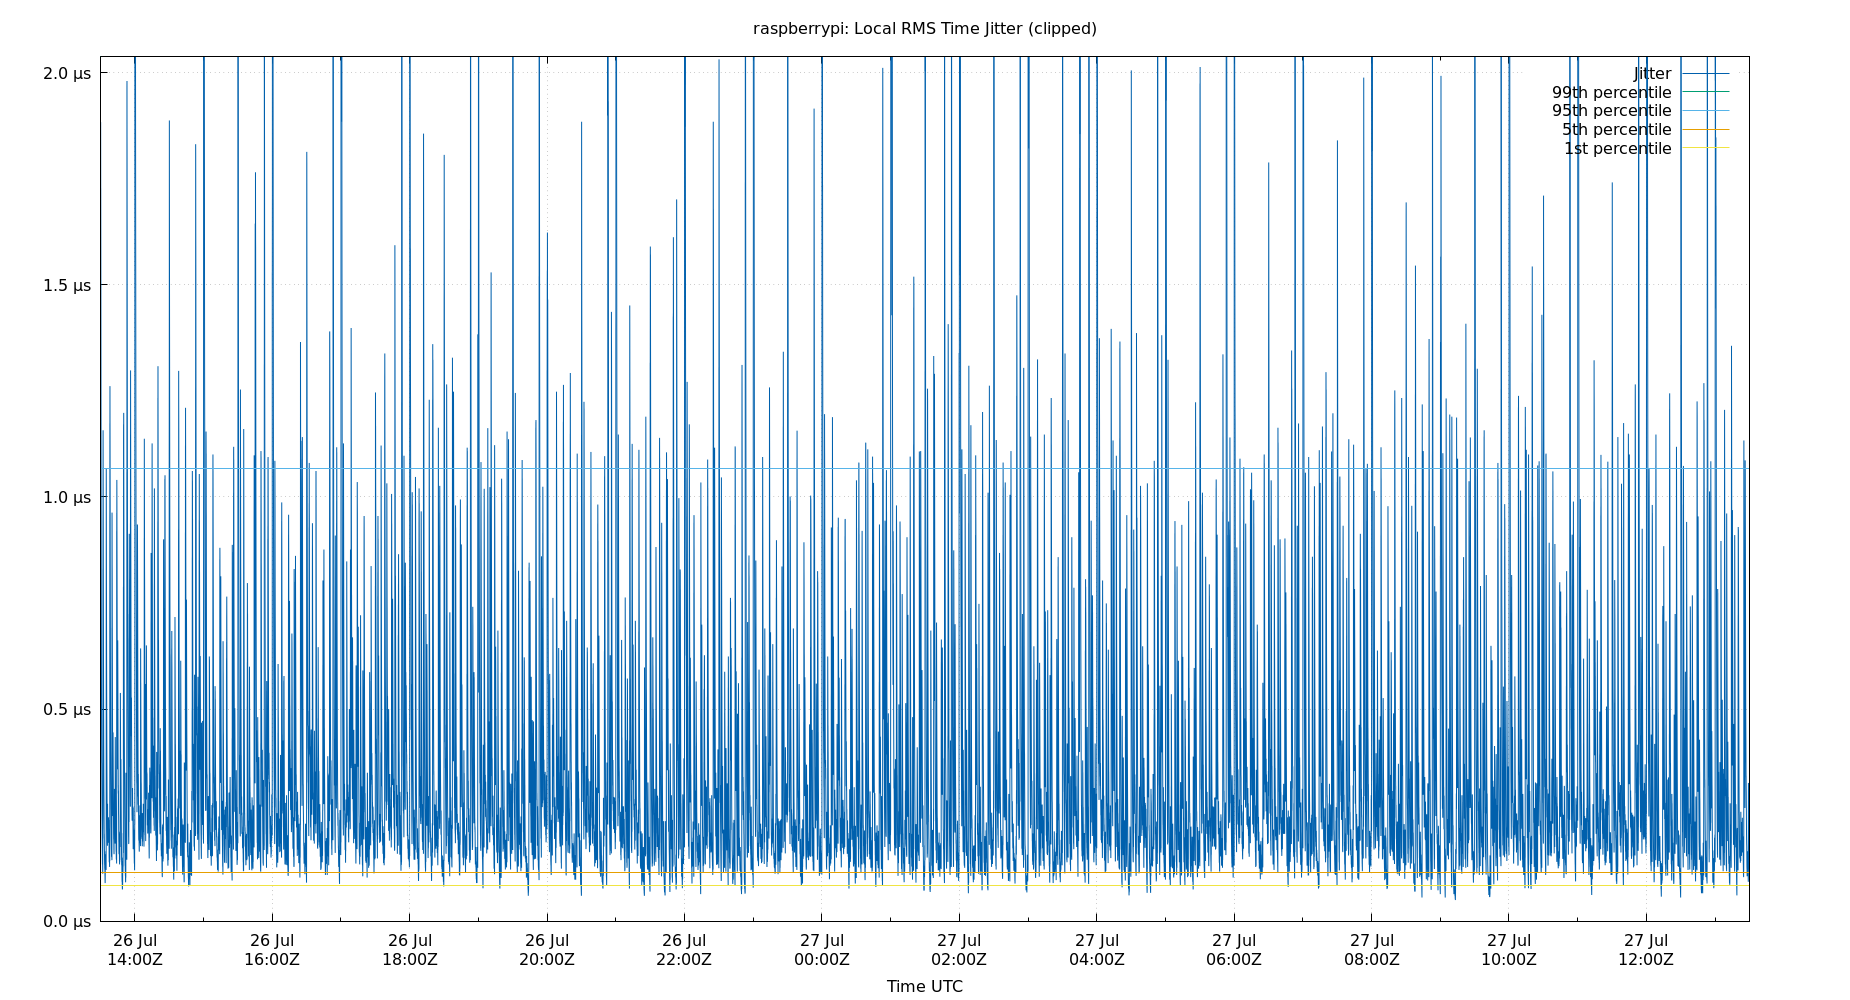 raspberrypi: Local RMS Time Jitter (clipped)
2.0 µs
1.5 µs
1.0 µs
0.5 µs
0.0 µs
Jitter
99th percentile
95th percentile
5th percentile
1st percentile
26 Jul 26 Jul 26 Jul 26 Jul 26 Jul 27 Jul 27 Jul 27 Jul 27 Jul 27 Jul 27 Jul 27 Jul
14:00Z 16:00Z 18:00Z 20:00Z 22:00Z 00:00Z 02:00Z 04:00Z 06:00Z 08:00Z 10:00Z 12:00Z
Time UTC